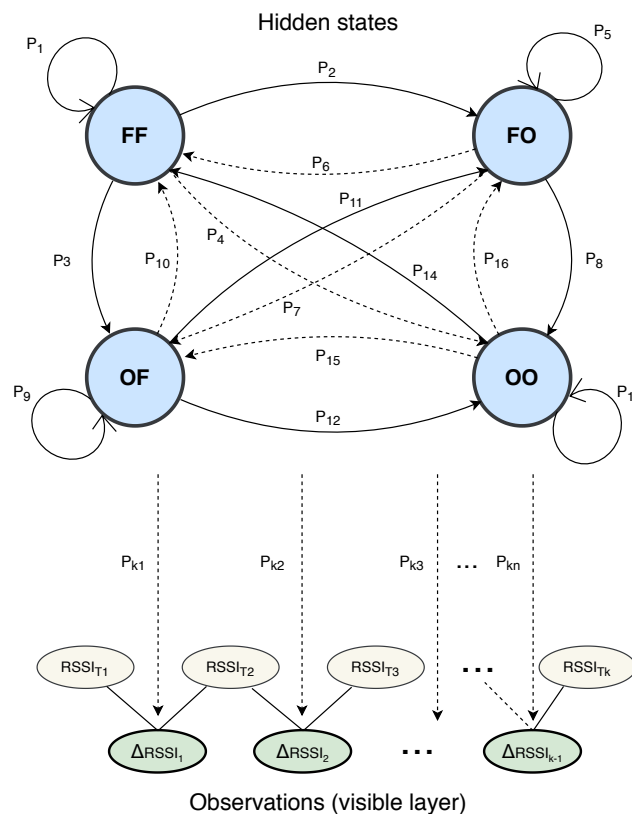 Hidden states
P1
P5
P2
FF
FO
P6
P11
P3
P10
P4
P14
P16
P8
P7
OF
OO
P15
P9
P12
P1
Pk1
Pk2
Pk3
...
Pkn
RSSIT1
RSSIT2
RSSIT3
...
RSSITk
ΔRSSI1
ΔRSSI2
...
ΔRSSIk-1
Observations (visible layer)